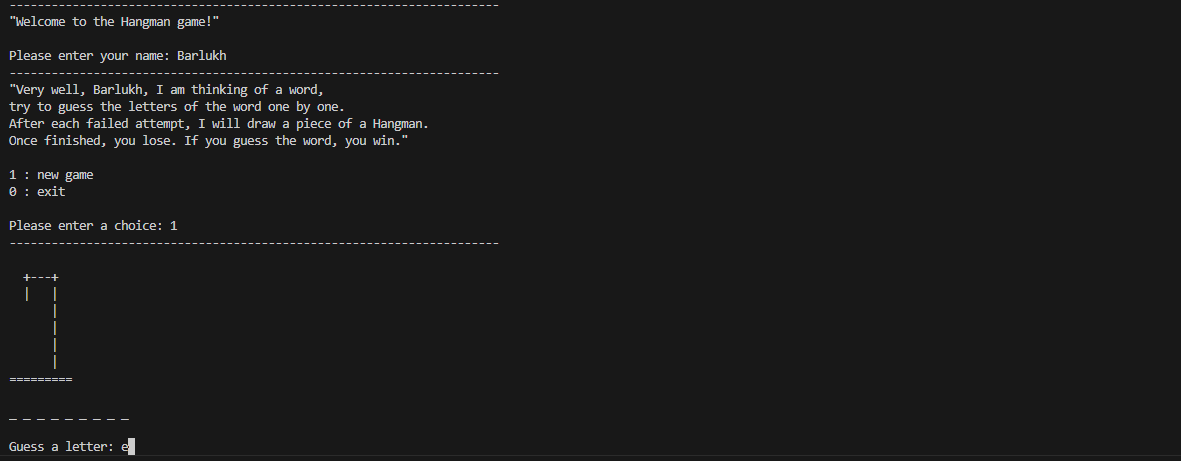 ----------------------------------------------------------------------
"Welcome to the Hangman game!"

Please enter your name: Barlukh
----------------------------------------------------------------------
"Very well, Barlukh, I am thinking of a word,
try to guess the letters of the word one by one.
After each failed attempt, I will draw a piece of a Hangman.
Once finished, you lose. If you guess the word, you win."

1 : new game
0 : exit

Please enter a choice: 1
----------------------------------------------------------------------

  +---+
  |   |
      |
      |
      |
      |
=========

_ _ _ _ _ _ _ _ _

Guess a letter: e